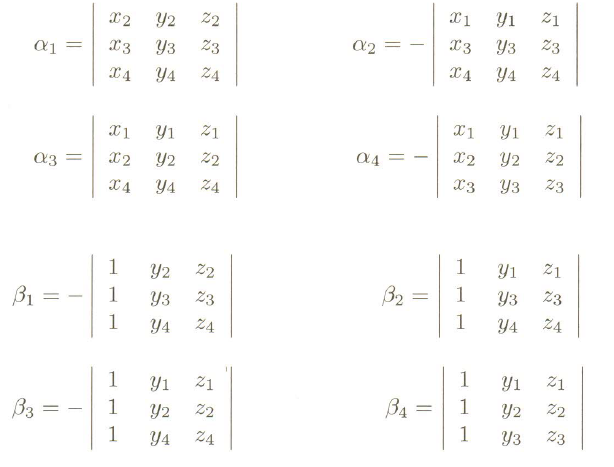 α₁ = | x₂ y₂ z₂ | α₂ = − | x₁ y₁ z₁ |
| x₃ y₃ z₃ | | x₃ y₃ z₃ |
| x₄ y₄ z₄ | | x₄ y₄ z₄ |
α₃ = | x₁ y₁ z₁ | α₄ = − | x₁ y₁ z₁ |
| x₂ y₂ z₂ | | x₂ y₂ z₂ |
| x₄ y₄ z₄ | | x₃ y₃ z₃ |
β₁ = − | 1 y₂ z₂ | β₂ = | 1 y₁ z₁ |
| 1 y₃ z₃ | | 1 y₃ z₃ |
| 1 y₄ z₄ | | 1 y₄ z₄ |
β₃ = − | 1 y₁ z₁ | β₄ = | 1 y₁ z₁ |
| 1 y₂ z₂ | | 1 y₂ z₂ |
| 1 y₄ z₄ | | 1 y₃ z₃ |